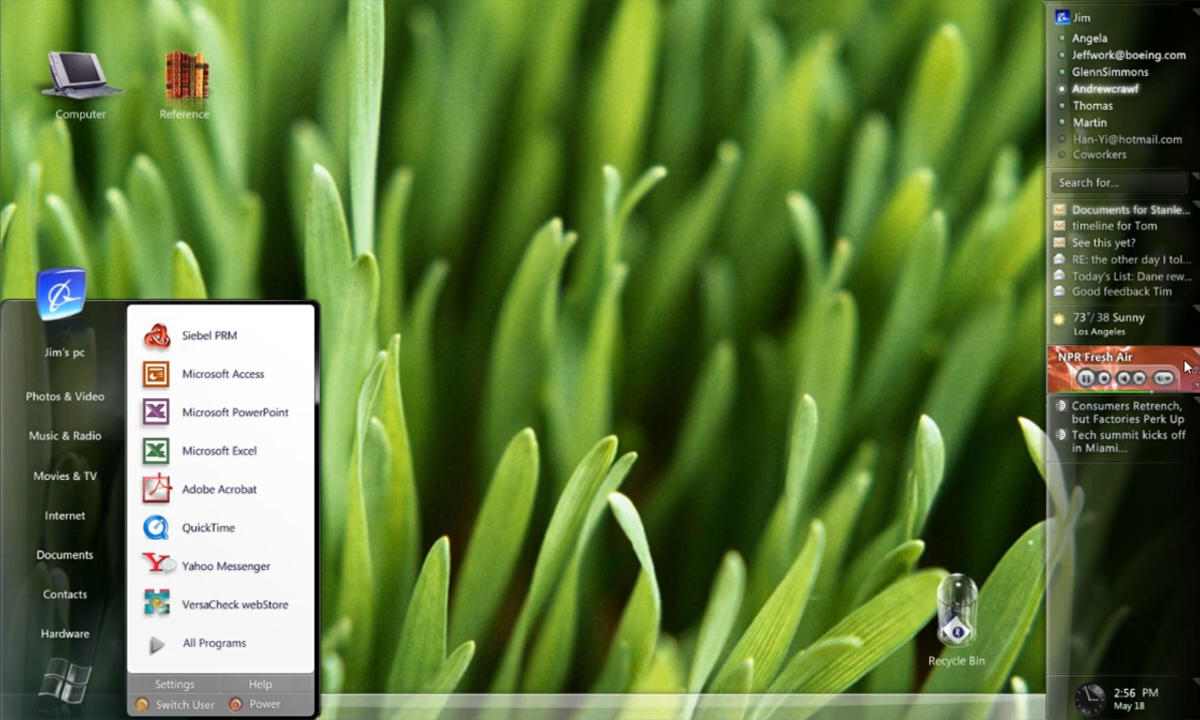 Computer
Reference
Jim's pc
Photos & Video
Music & Radio
Movies & TV
Internet
Documents
Contacts
Hardware
Siebel PRM
Microsoft Access
Microsoft PowerPoint
Microsoft Excel
Adobe Acrobat
QuickTime
Yahoo Messenger
VersaCheck webStore
All Programs
Settings
Help
Switch User
Power
Recycle Bin
Jim
Angela
Jeffwork@boeing.com
GlennSimmons
Andrewcrawf
Thomas
Martin
Han-Yi@hotmail.com
Coworkers
Search for...
Documents for Stanle...
timeline for Tom
See this yet?
RE: the other day I tol...
Today's List: Dane rew...
Good feedback Tim
73°/ 38 Sunny
Los Angeles
NPR Fresh Air
Consumers Retrench,
but Factories Perk Up
Tech summit kicks off
in Miami...
2:56 PM
May 18